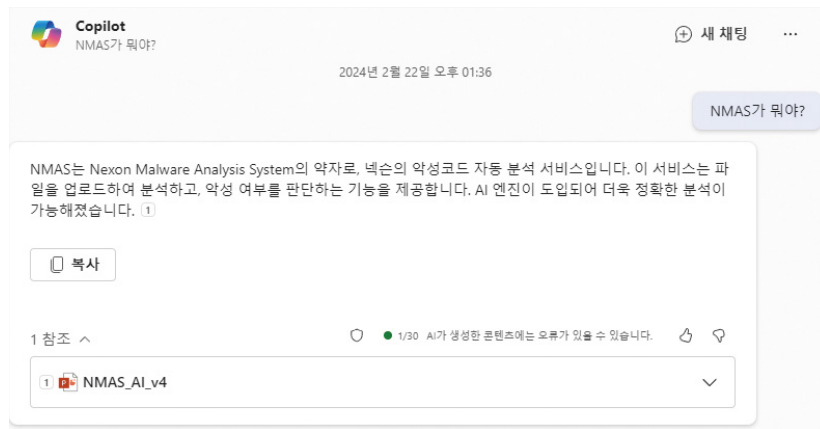 Copilot
NMAS가 뭐야?
새 채팅
2024년 2월 22일 오후 01:36
NMAS가 뭐야?
NMAS는 Nexon Malware Analysis System의 약자로, 넥슨의 악성코드 자동 분석 서비스입니다. 이 서비스는 파
일을 업로드하여 분석하고, 악성 여부를 판단하는 기능을 제공합니다. AI 엔진이 도입되어 더욱 정확한 분석이
가능해졌습니다. 1
복사
1 참조
1/30 AI가 생성한 콘텐츠에는 오류가 있을 수 있습니다.
1 NMAS_AI_v4